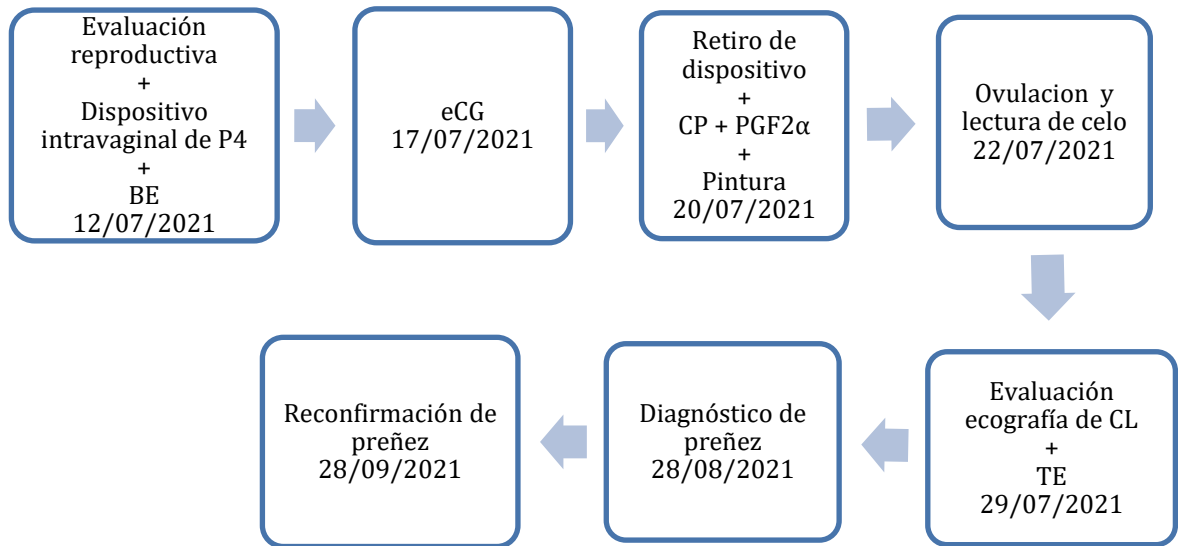 Evaluación
reproductiva
+
Dispositivo
intravaginal de P4
+
BE
12/07/2021
eCG
17/07/2021
Retiro de
dispositivo
+
CP + PGF2α
+
Pintura
20/07/2021
Ovulacion y
lectura de celo
22/07/2021
Evaluación
ecografía de CL
+
TE
29/07/2021
Diagnóstico de
preñez
28/08/2021
Reconfirmación de
preñez
28/09/2021